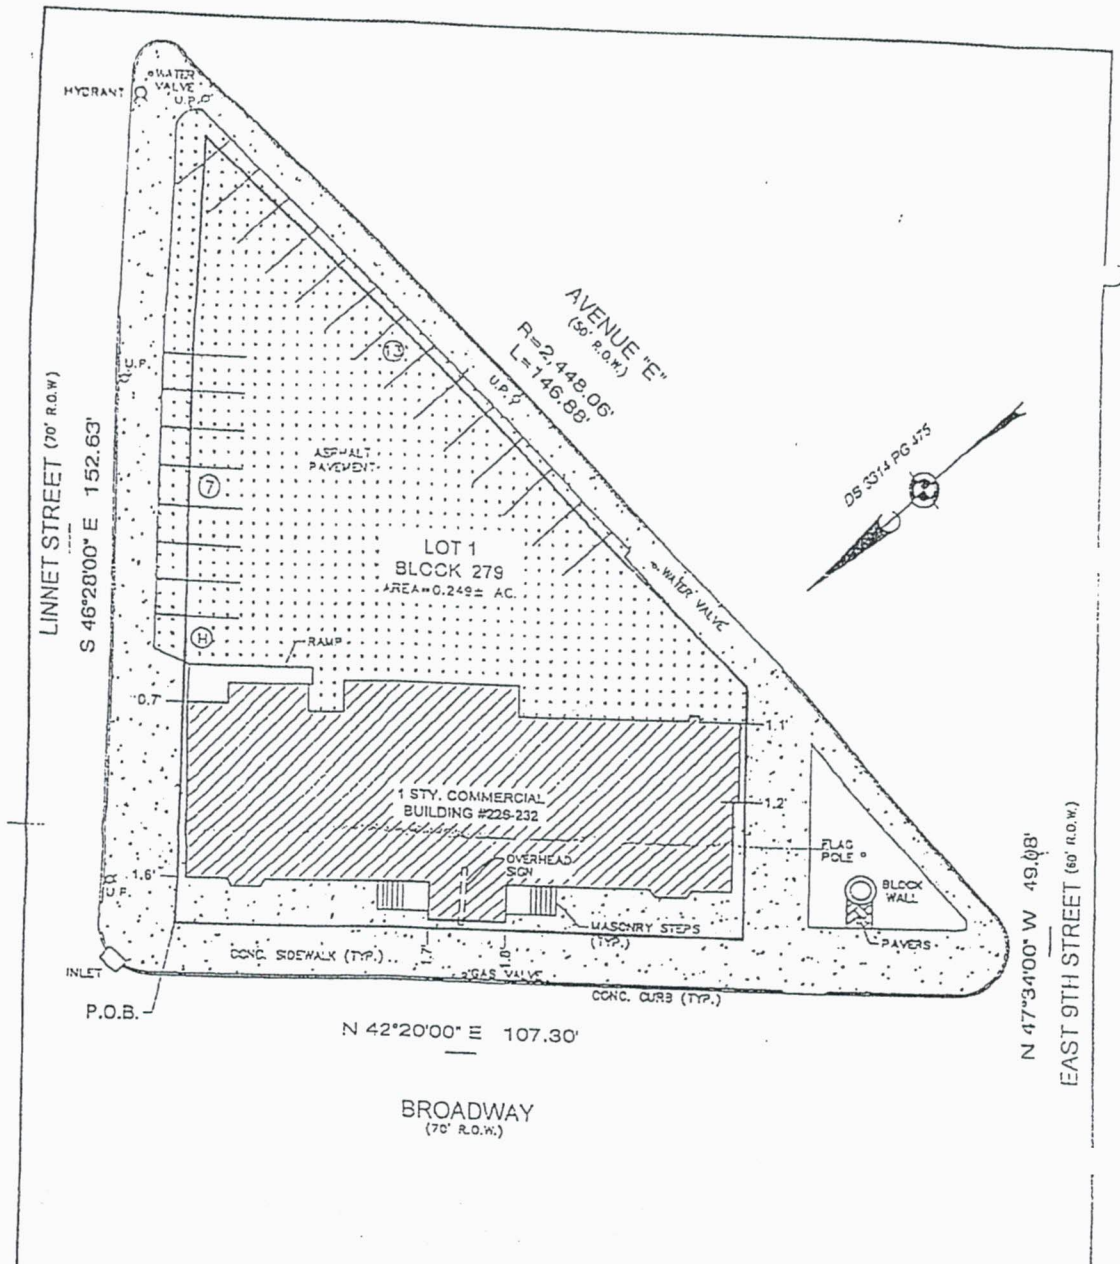 WATER
VALVE
HYDRANT
U.P.
AVENUE "E"
(50' R.O.W.)
R=2,448.06'
L=146.88'
U.P.
U.P.
13
LINNET STREET (70' R.O.W)
S 46°28'00" E 152.63'
DB 3314 PG 475
ASPHALT
PAVEMENT
7
LOT 1
BLOCK 279
AREA=0.249± AC.
WATER VALVE
H
RAMP
0.7'
1.1'
1 STY. COMMERCIAL
BUILDING #226-232
1.2'
FLAG
POLE
OVERHEAD
SIGN
1.6'
U.P.
BLOCK
WALL
MASONRY STEPS
(TYP.)
PAVERS
CONC. SIDEWALK (TYP.)
1.7'
1.8'
GAS VALVE
INLET
CONC. CURB (TYP.)
P.O.B.
N 42°20'00" E 107.30'
N 47°34'00" W 49.08'
EAST 9TH STREET (60' R.O.W.)
BROADWAY
(70' R.O.W.)